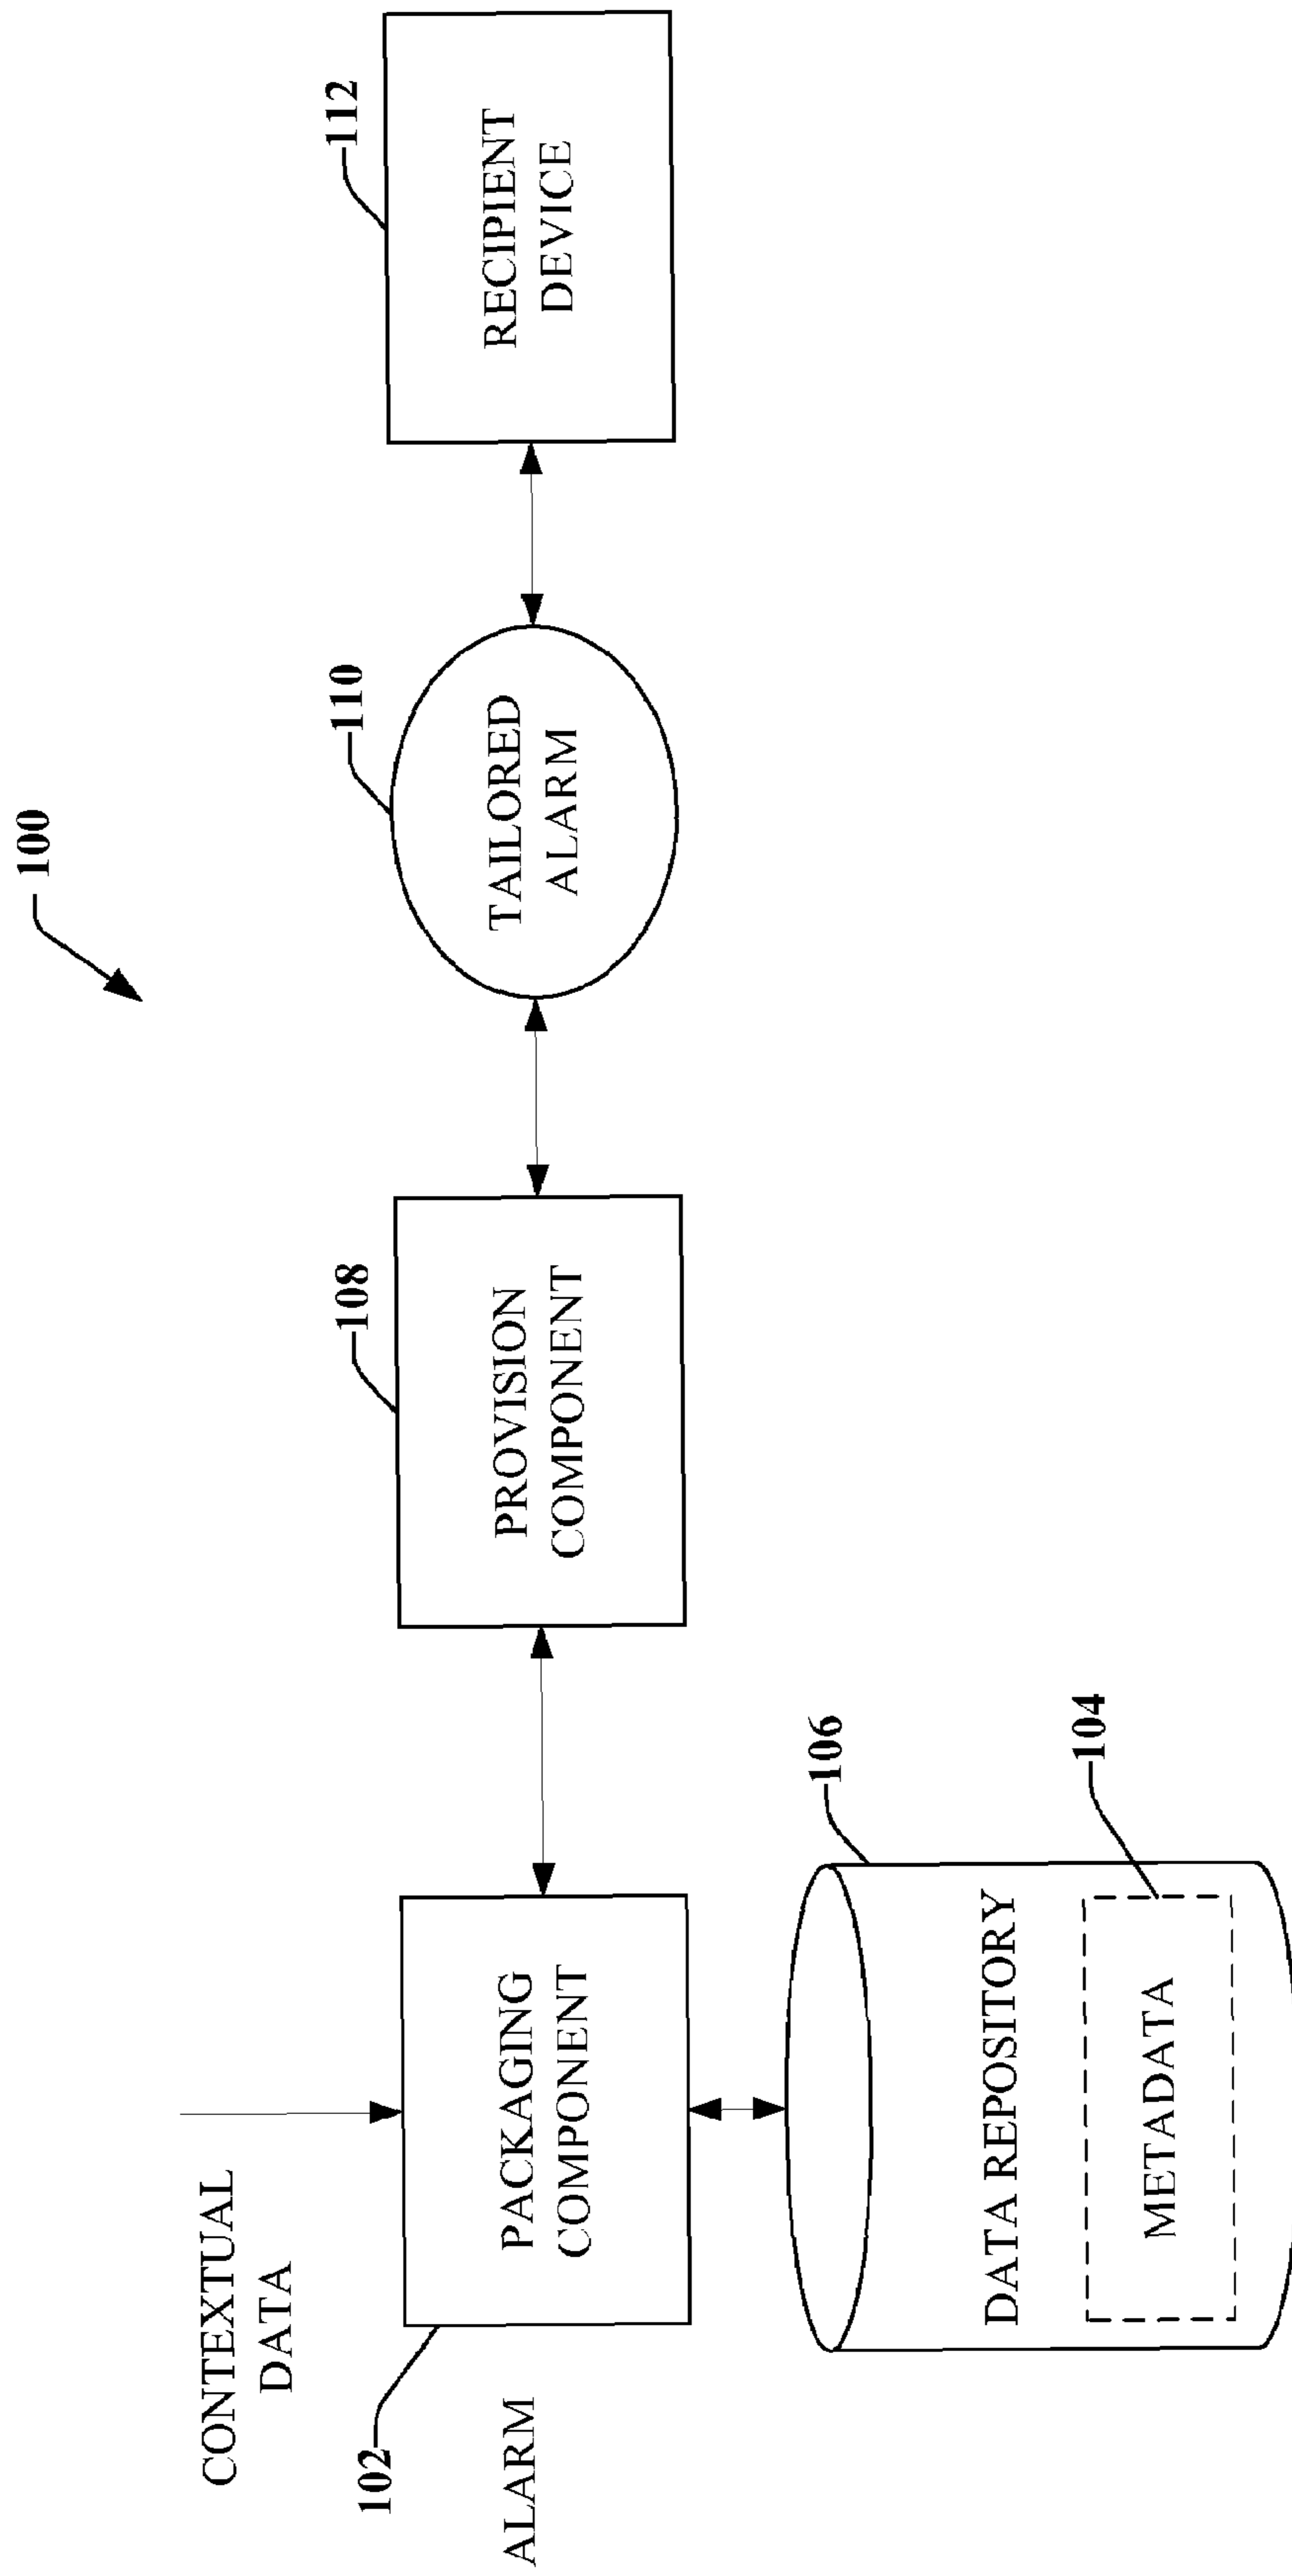 100
CONTEXTUAL
DATA
102
ALARM
PACKAGING
COMPONENT
106
DATA REPOSITORY
104
METADATA
108
PROVISION
COMPONENT
110
TAILORED
ALARM
112
RECIPIENT
DEVICE